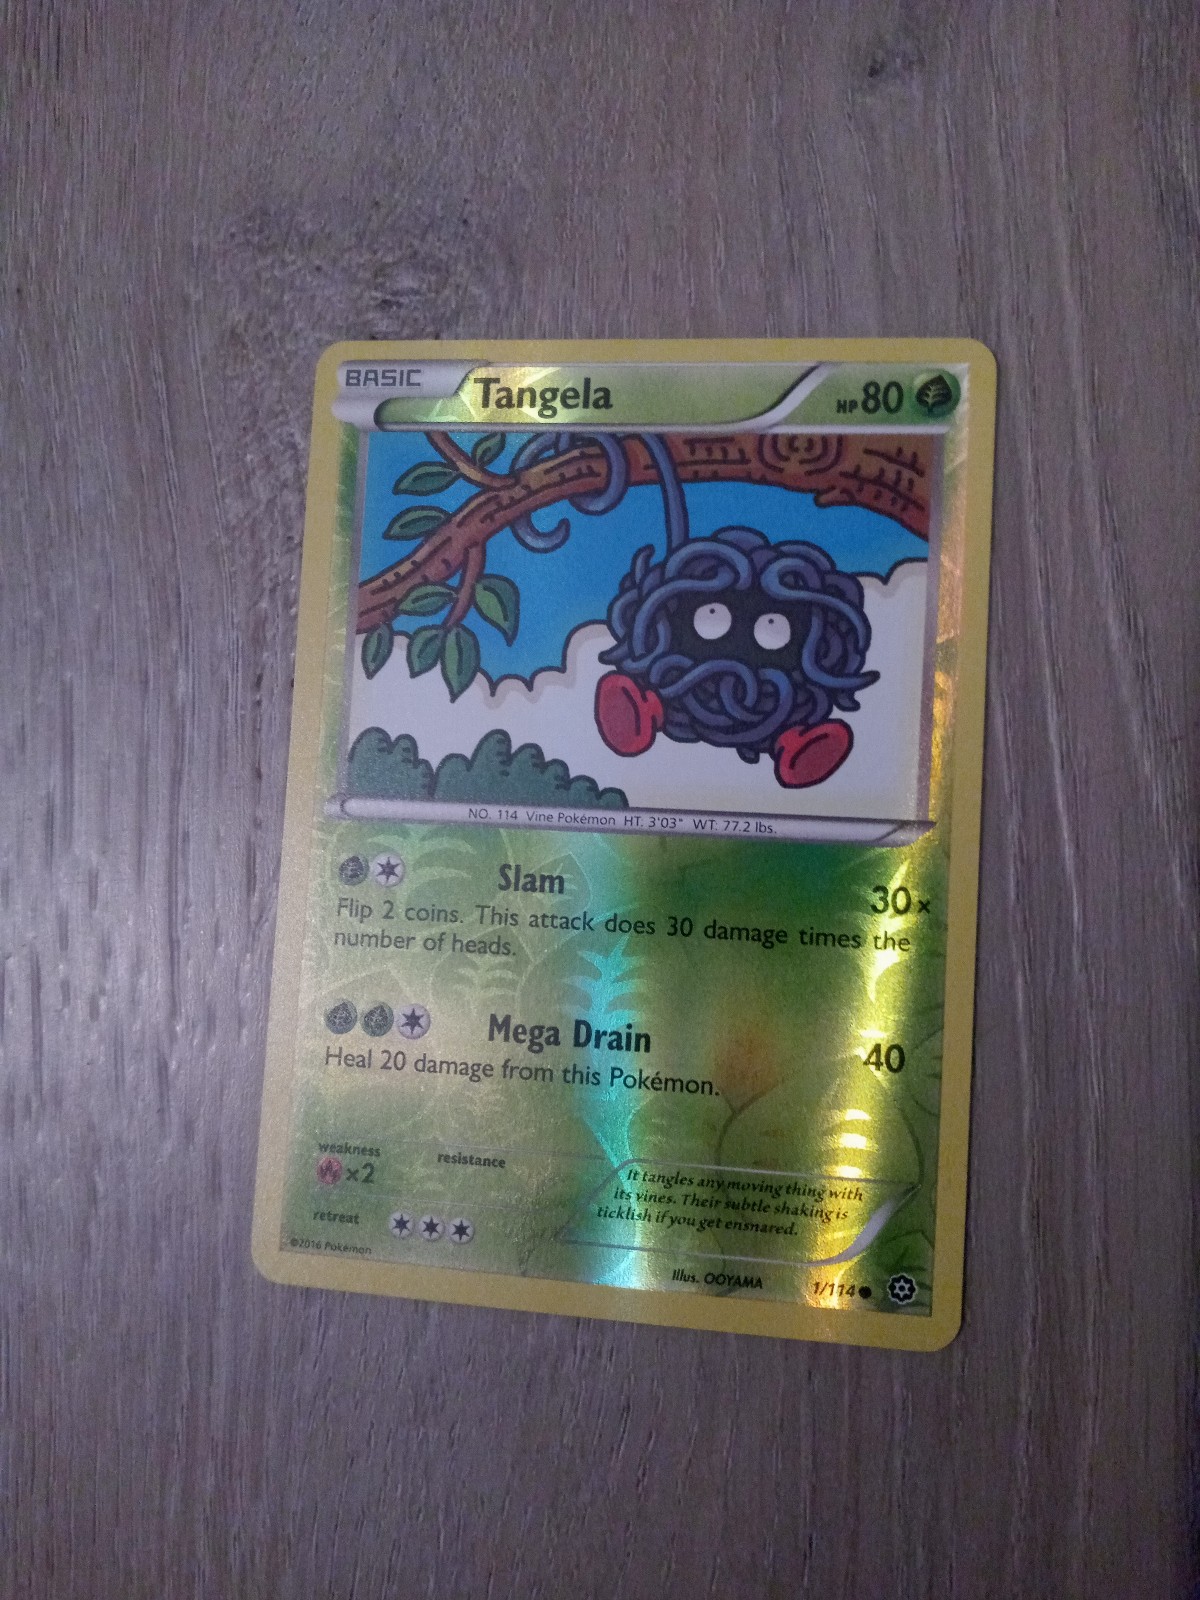 BASIC Tangela HP 80
NO. 114 Vine Pokémon HT. 3'03" WT. 77.2 lbs.
Slam 30×
Flip 2 coins. This attack does 30 damage times the
number of heads.
Mega Drain 40
Heal 20 damage from this Pokémon.
weakness resistance
×2
It tangles any moving thing with
its vines. Their subtle shaking is
ticklish if you get ensnared.
retreat
©2016 Pokémon
Illus. OOYAMA 1/114